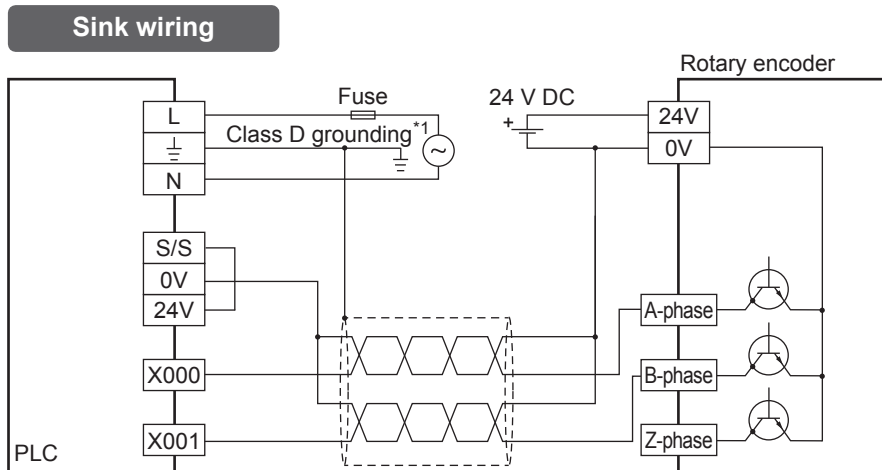 Sink wiring
Rotary encoder
Fuse
24 V DC
L
24V
+
Class D grounding*1
~
0V
N
S/S
0V
24V
A-phase
X000
B-phase
X001
Z-phase
PLC